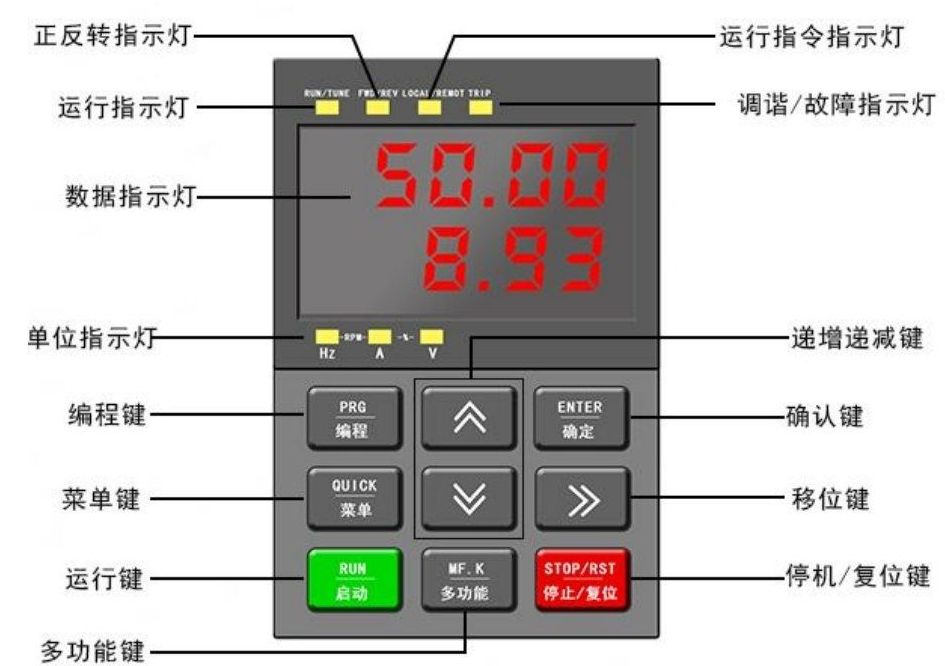 正反转指示灯
运行指令指示灯
RUN/TUNE FWD/REV LOCAL/REMOT TRIP
运行指示灯
调谐/故障指示灯
50.00
数据指示灯
8.93
单位指示灯
-RPM- -%-
Hz A V
递增递减键
编程键
PRG
编程
ENTER
确定
确认键
菜单键
QUICK
菜单
移位键
运行键
RUN
启动
MF.K
多功能
STOP/RST
停止/复位
停机/复位键
多功能键